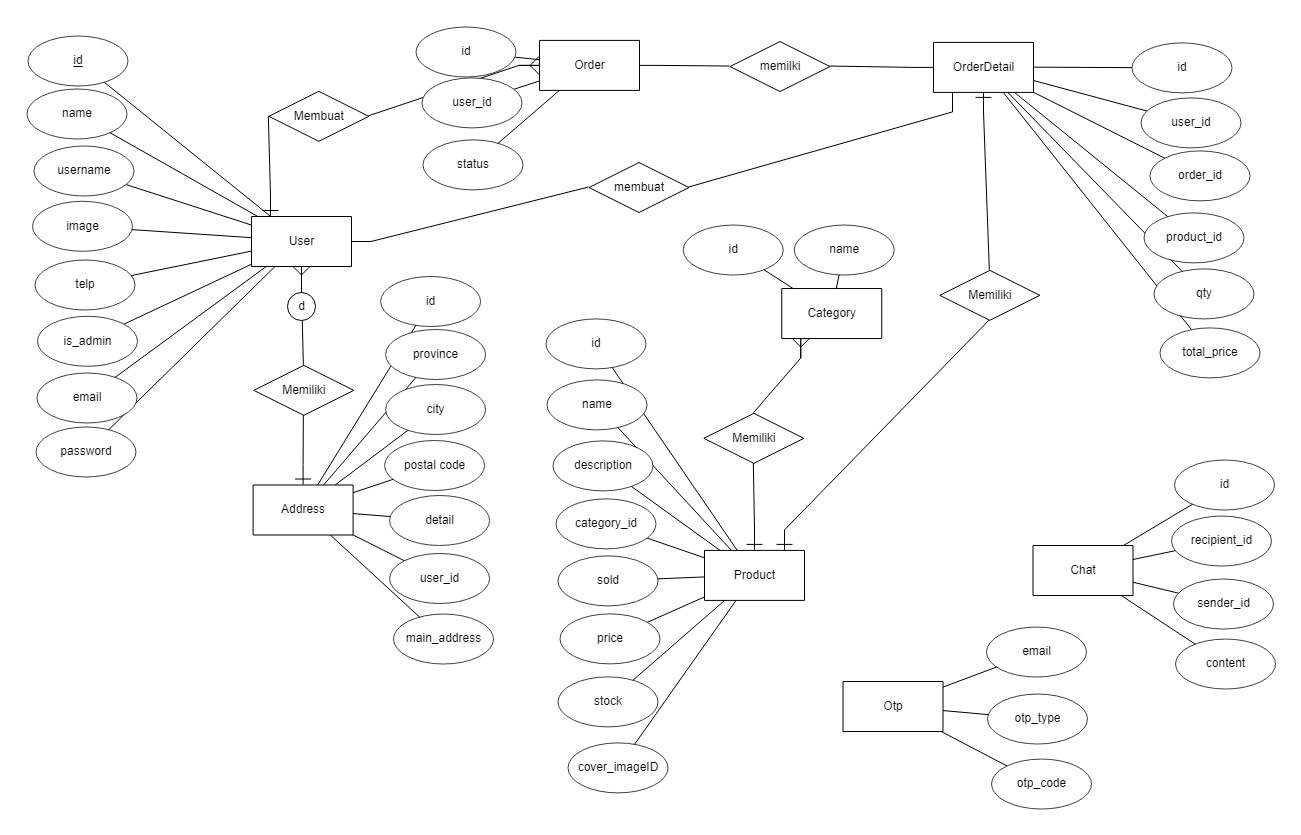 id
name
username
image
telp
is_admin
email
password
User
Membuat
id
user_id
status
Order
memilki
OrderDetail
id
user_id
order_id
product_id
qty
total_price
membuat
d
Memiliki
Address
id
province
city
postal code
detail
user_id
main_address
id
name
Category
Memiliki
Memiliki
id
name
description
category_id
sold
price
stock
cover_imageID
Product
Chat
id
recipient_id
sender_id
content
Otp
email
otp_type
otp_code